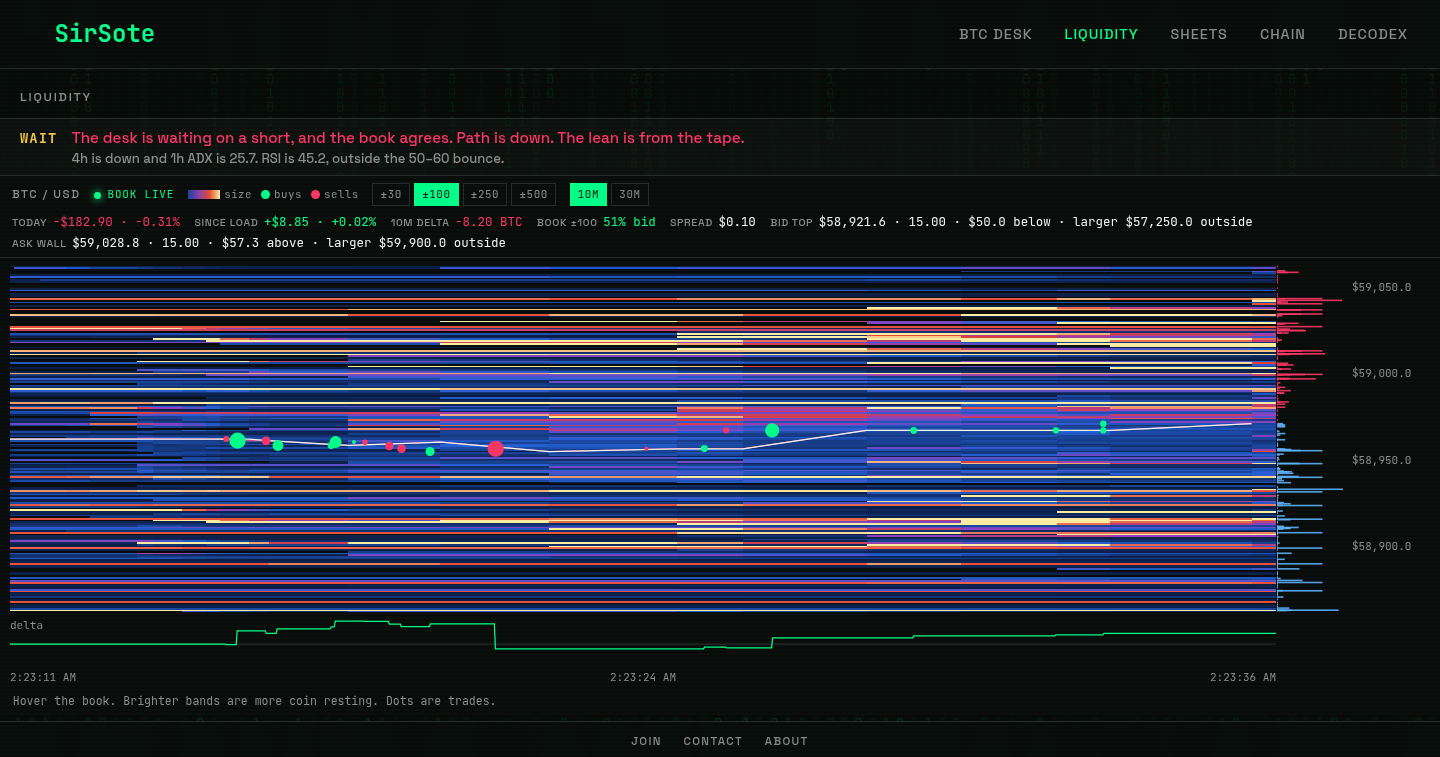 SirSote
BTC DESK LIQUIDITY SHEETS CHAIN DECODEX
LIQUIDITY
WAIT The desk is waiting on a short, and the book agrees. Path is down. The lean is from the tape.
4h is down and 1h ADX is 25.7. RSI is 45.2, outside the 50–60 bounce.
BTC / USD BOOK LIVE size buys sells ±30 ±100 ±250 ±500 10M 30M
TODAY -$182.90 · -0.31% SINCE LOAD +$8.85 · +0.02% 10M DELTA -8.20 BTC BOOK ±100 51% bid SPREAD $0.10 BID TOP $58,921.6 · 15.00 · $50.0 below · larger $57,250.0 outside
ASK WALL $59,028.8 · 15.00 · $57.3 above · larger $59,900.0 outside
$59,050.0
$59,000.0
$58,950.0
$58,900.0
delta
2:23:11 AM 2:23:24 AM 2:23:36 AM
Hover the book. Brighter bands are more coin resting. Dots are trades.
JOIN CONTACT ABOUT